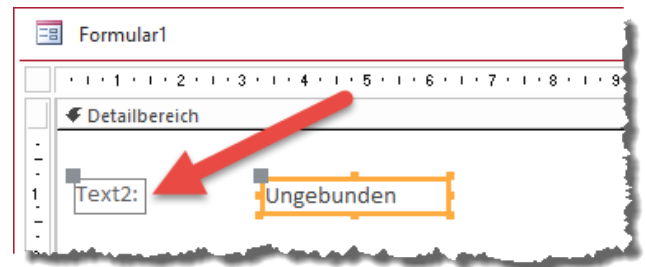 Formular1
1 2 3 4 5 6 7 8 9
Detailbereich
1
Text2: Ungebunden